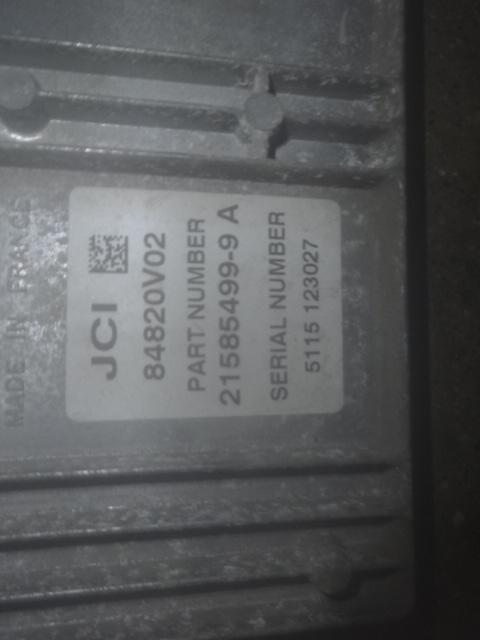 MADE IN FRANCE
JCI
84820V02
PART NUMBER
21585499-9 A
SERIAL NUMBER
5115 123027